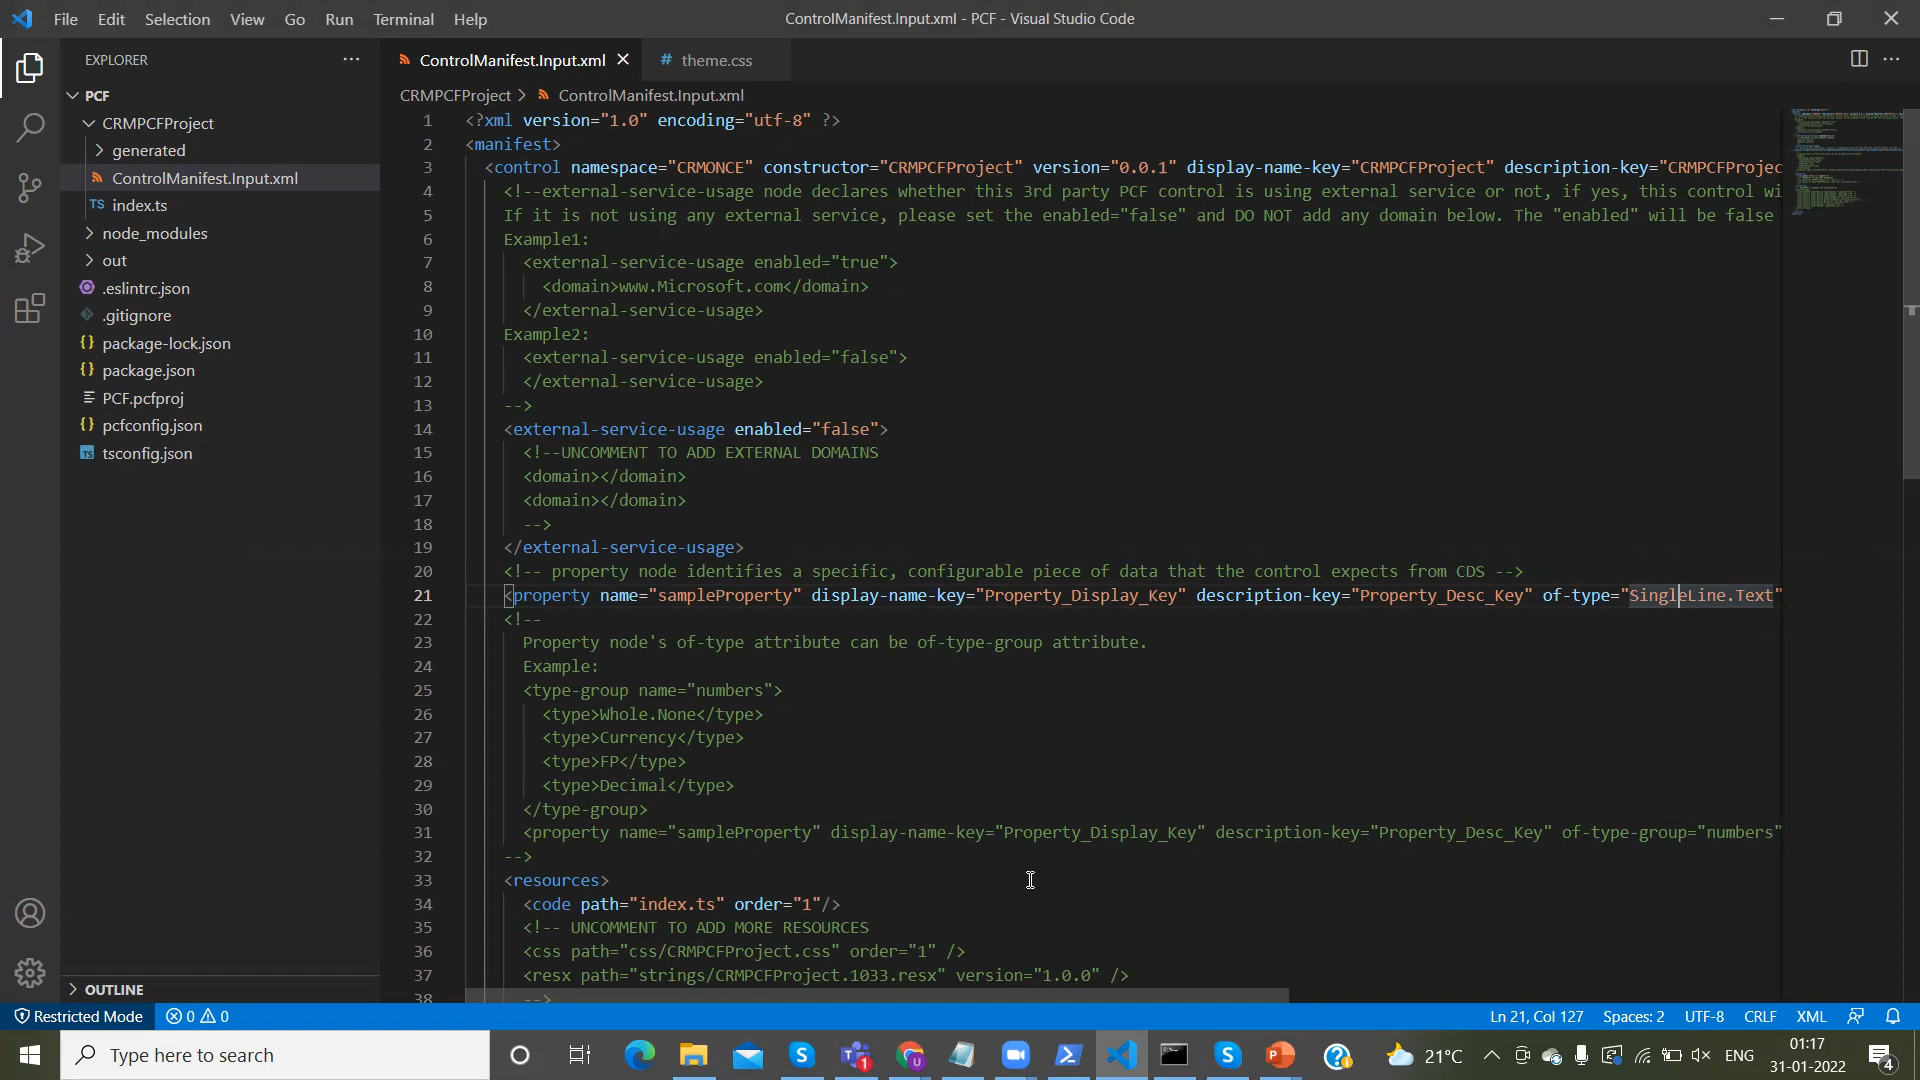 File Edit Selection View Go Run Terminal Help
ControlManifest.Input.xml - PCF - Visual Studio Code
EXPLORER
PCF
CRMPCFProject
generated
ControlManifest.Input.xml
TS index.ts
node_modules
out
.eslintrc.json
.gitignore
{} package-lock.json
{} package.json
PCF.pcfproj
{} pcfconfig.json
TS tsconfig.json
OUTLINE
ControlManifest.Input.xml
# theme.css
CRMPCFProject > ControlManifest.Input.xml
1 <?xml version="1.0" encoding="utf-8" ?>
2 <manifest>
3 <control namespace="CRMONCE" constructor="CRMPCFProject" version="0.0.1" display-name-key="CRMPCFProject" description-key="CRMPCFProjec
4 <!--external-service-usage node declares whether this 3rd party PCF control is using external service or not, if yes, this control wi
5 If it is not using any external service, please set the enabled="false" and DO NOT add any domain below. The "enabled" will be false
6 Example1:
7 <external-service-usage enabled="true">
8 <domain>www.Microsoft.com</domain>
9 </external-service-usage>
10 Example2:
11 <external-service-usage enabled="false">
12 </external-service-usage>
13 -->
14 <external-service-usage enabled="false">
15 <!--UNCOMMENT TO ADD EXTERNAL DOMAINS
16 <domain></domain>
17 <domain></domain>
18 -->
19 </external-service-usage>
20 <!-- property node identifies a specific, configurable piece of data that the control expects from CDS -->
21 <property name="sampleProperty" display-name-key="Property_Display_Key" description-key="Property_Desc_Key" of-type="SingleLine.Text"
22 <!--
23 Property node's of-type attribute can be of-type-group attribute.
24 Example:
25 <type-group name="numbers">
26 <type>Whole.None</type>
27 <type>Currency</type>
28 <type>FP</type>
29 <type>Decimal</type>
30 </type-group>
31 <property name="sampleProperty" display-name-key="Property_Display_Key" description-key="Property_Desc_Key" of-type-group="numbers"
32 -->
33 <resources>
34 <code path="index.ts" order="1"/>
35 <!-- UNCOMMENT TO ADD MORE RESOURCES
36 <css path="css/CRMPCFProject.css" order="1" />
37 <resx path="strings/CRMPCFProject.1033.resx" version="1.0.0" />
38 -->
Restricted Mode 0 0
Ln 21, Col 127 Spaces: 2 UTF-8 CRLF XML
Type here to search
21°C
ENG
01:17
31-01-2022
4